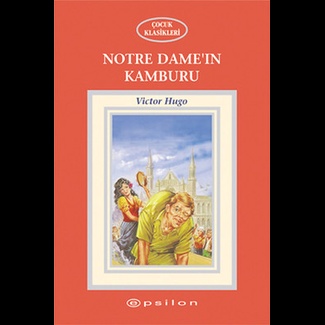 ÇOCUK
KLASİKLERİ
NOTRE DAME'IN
KAMBURU
Victor Hugo
epsilon